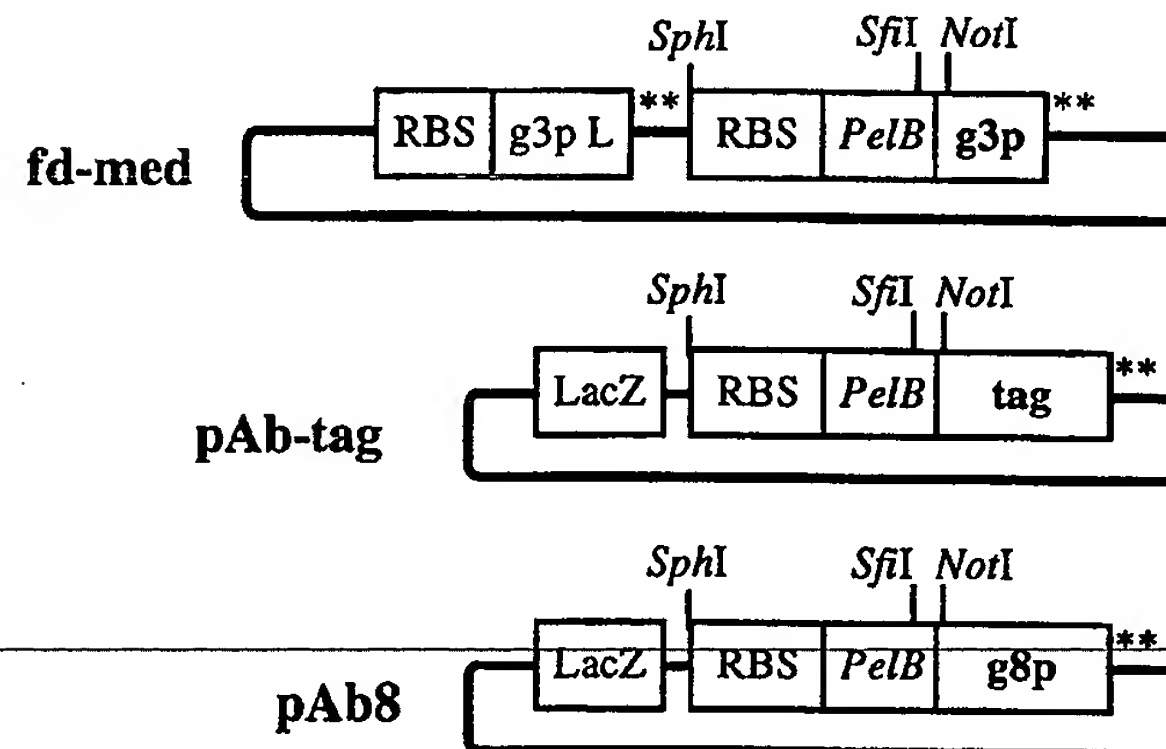 SphI SfiI NotI
RBS g3p L ** RBS PelB g3p **
fd-med
SphI SfiI NotI
LacZ RBS PelB tag **
pAb-tag
SphI SfiI NotI
LacZ RBS PelB g8p **
pAb8